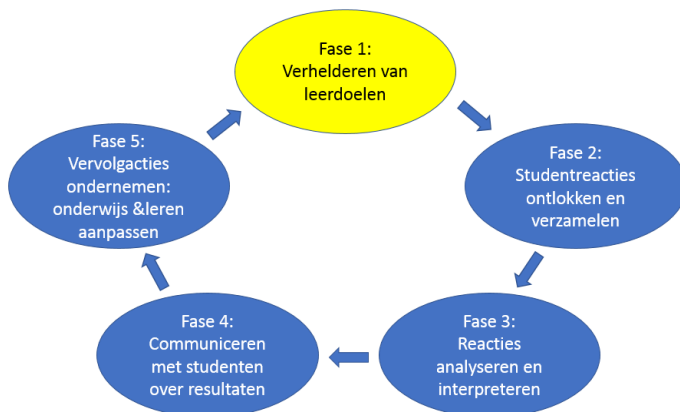 Fase 1:
Verhelderen van
leerdoelen
Fase 2:
Studentreacties
ontlokken en
verzamelen
Fase 3:
Reacties
analyseren en
interpreteren
Fase 4:
Communiceren
met studenten
over resultaten
Fase 5:
Vervolgacties
ondernemen:
onderwijs &leren
aanpassen